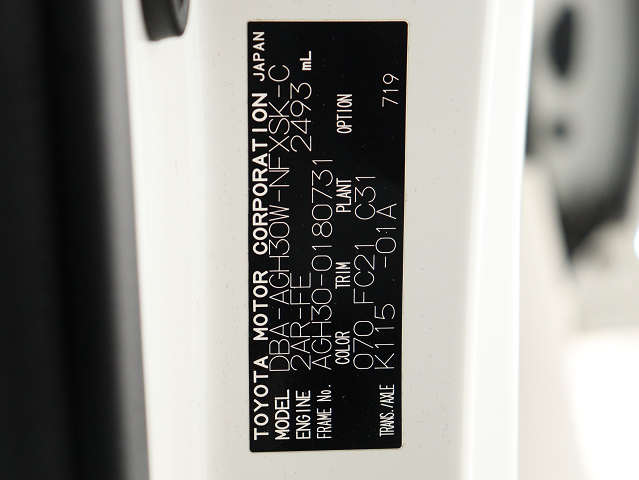 TOYOTA MOTOR CORPORATION JAPAN
MODEL DBA-AGH30W-NFXSK-C
ENGINE 2AR-FE 2493 mL
FRAME No. AGH30-0180731
COLOR TRIM PLANT OPTION
070 FC21 C31
TRANS./AXLE K115 -01A 719